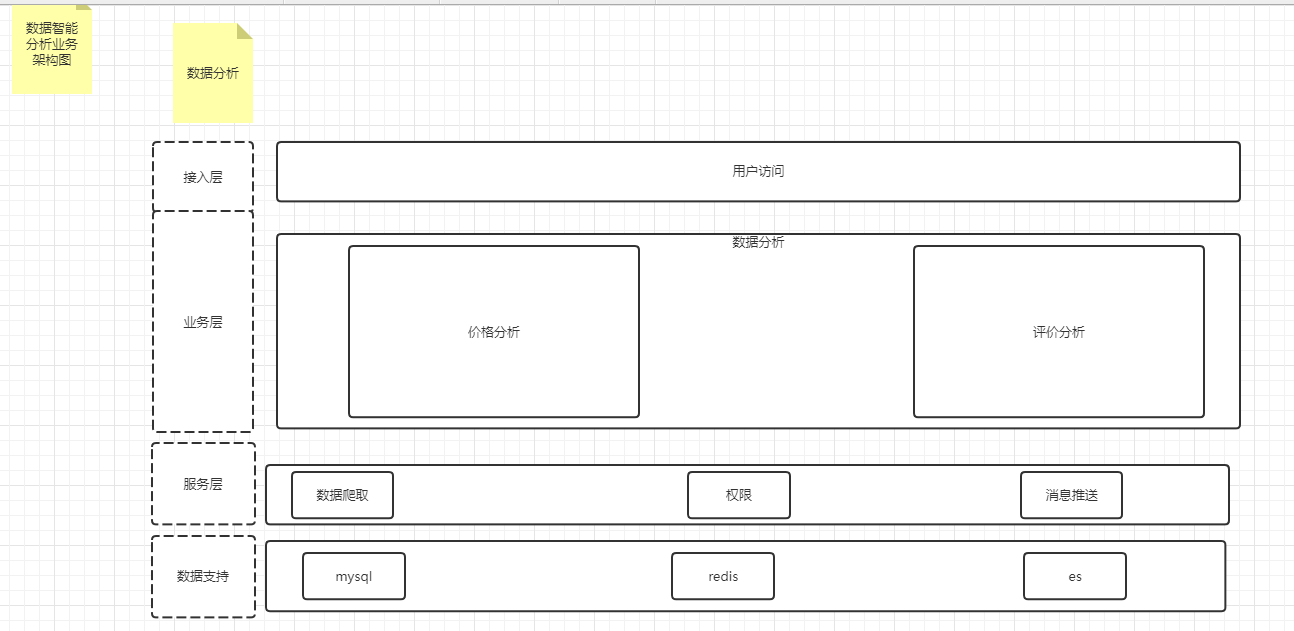 数据智能
分析业务
架构图
数据分析
接入层
用户访问
业务层
数据分析
价格分析
评价分析
服务层
数据爬取
权限
消息推送
数据支持
mysql
redis
es